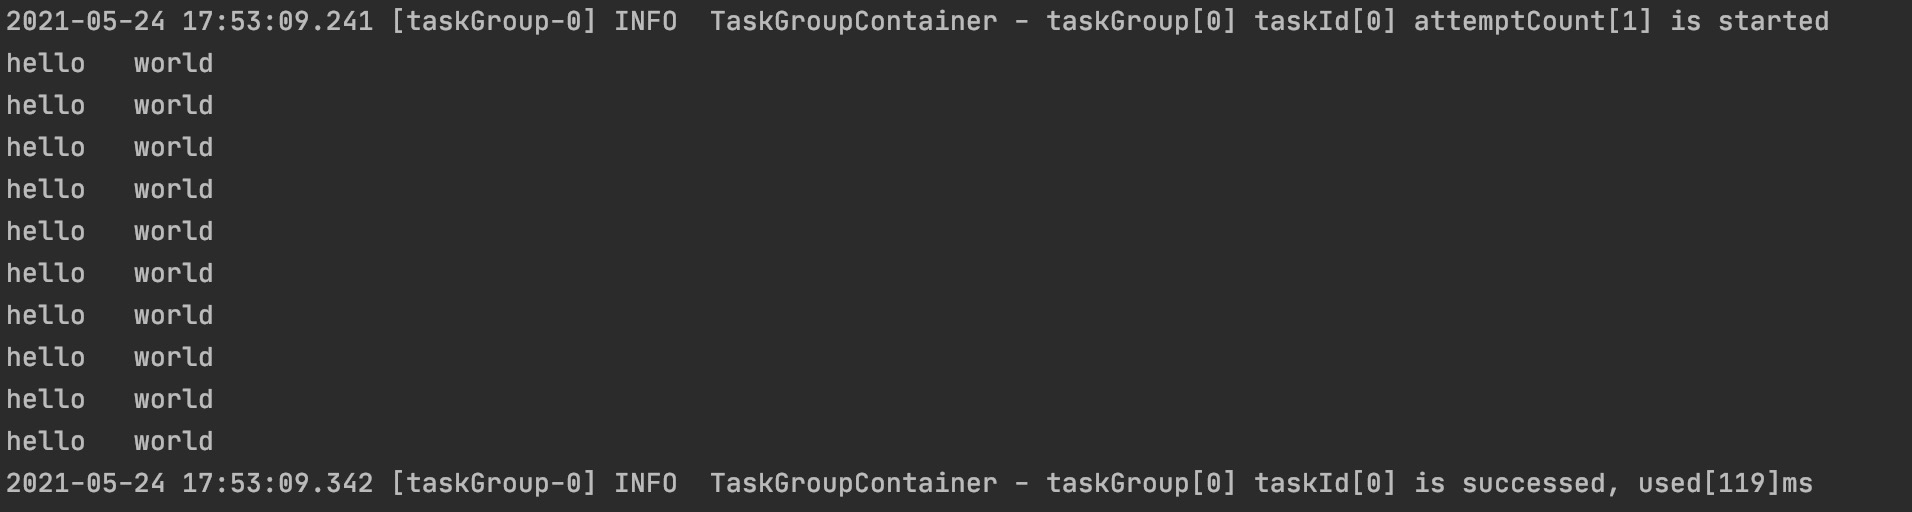 2021-05-24 17:53:09.241 [taskGroup-0] INFO  TaskGroupContainer - taskGroup[0] taskId[0] attemptCount[1] is started
hello   world
hello   world
hello   world
hello   world
hello   world
hello   world
hello   world
hello   world
hello   world
hello   world
2021-05-24 17:53:09.342 [taskGroup-0] INFO  TaskGroupContainer - taskGroup[0] taskId[0] is successed, used[119]ms